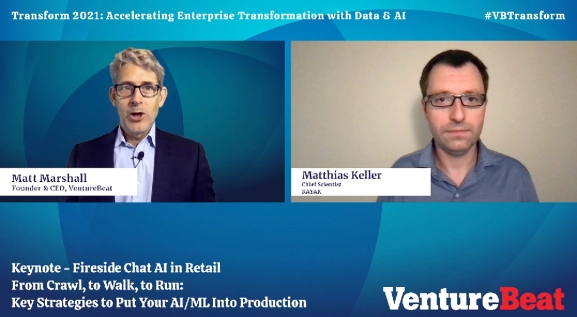 Transform 2021: Accelerating Enterprise Transformation with Data & AI
#VBTransform
Matt Marshall
Founder & CEO, VentureBeat
Matthias Keller
Chief Scientist
KAYAK
Keynote – Fireside Chat AI in Retail
From Crawl, to Walk, to Run:
Key Strategies to Put Your AI/ML Into Production
VentureBeat